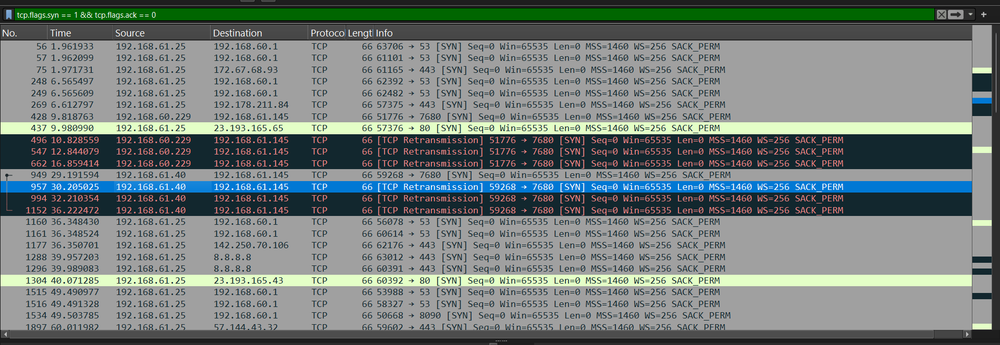 tcp.flags.syn == 1 && tcp.flags.ack == 0
No. Time Source Destination Protoco Lengt Info
56 1.961933 192.168.61.25 192.168.60.1 TCP 66 63706 → 53 [SYN] Seq=0 Win=65535 Len=0 MSS=1460 WS=256 SACK_PERM
57 1.962099 192.168.61.25 192.168.60.1 TCP 66 61101 → 53 [SYN] Seq=0 Win=65535 Len=0 MSS=1460 WS=256 SACK_PERM
75 1.971731 192.168.61.25 172.67.68.93 TCP 66 61165 → 443 [SYN] Seq=0 Win=65535 Len=0 MSS=1460 WS=256 SACK_PERM
248 6.565497 192.168.61.25 192.168.60.1 TCP 66 62392 → 53 [SYN] Seq=0 Win=65535 Len=0 MSS=1460 WS=256 SACK_PERM
249 6.565609 192.168.61.25 192.168.60.1 TCP 66 62482 → 53 [SYN] Seq=0 Win=65535 Len=0 MSS=1460 WS=256 SACK_PERM
269 6.612797 192.168.61.25 192.178.211.84 TCP 66 57375 → 443 [SYN] Seq=0 Win=65535 Len=0 MSS=1460 WS=256 SACK_PERM
428 9.818763 192.168.60.229 192.168.61.145 TCP 66 51776 → 7680 [SYN] Seq=0 Win=65535 Len=0 MSS=1460 WS=256 SACK_PERM
437 9.980990 192.168.61.25 23.193.165.65 TCP 66 57376 → 80 [SYN] Seq=0 Win=65535 Len=0 MSS=1460 WS=256 SACK_PERM
496 10.828559 192.168.60.229 192.168.61.145 TCP 66 [TCP Retransmission] 51776 → 7680 [SYN] Seq=0 Win=65535 Len=0 MSS=1460 WS=256 SACK_PERM
547 12.844079 192.168.60.229 192.168.61.145 TCP 66 [TCP Retransmission] 51776 → 7680 [SYN] Seq=0 Win=65535 Len=0 MSS=1460 WS=256 SACK_PERM
662 16.859414 192.168.60.229 192.168.61.145 TCP 66 [TCP Retransmission] 51776 → 7680 [SYN] Seq=0 Win=65535 Len=0 MSS=1460 WS=256 SACK_PERM
949 29.191594 192.168.61.40 192.168.61.145 TCP 66 59268 → 7680 [SYN] Seq=0 Win=65535 Len=0 MSS=1460 WS=256 SACK_PERM
957 30.205025 192.168.61.40 192.168.61.145 TCP 66 [TCP Retransmission] 59268 → 7680 [SYN] Seq=0 Win=65535 Len=0 MSS=1460 WS=256 SACK_PERM
994 32.210354 192.168.61.40 192.168.61.145 TCP 66 [TCP Retransmission] 59268 → 7680 [SYN] Seq=0 Win=65535 Len=0 MSS=1460 WS=256 SACK_PERM
1152 36.222472 192.168.61.40 192.168.61.145 TCP 66 [TCP Retransmission] 59268 → 7680 [SYN] Seq=0 Win=65535 Len=0 MSS=1460 WS=256 SACK_PERM
1160 36.348430 192.168.61.25 192.168.60.1 TCP 66 56078 → 53 [SYN] Seq=0 Win=65535 Len=0 MSS=1460 WS=256 SACK_PERM
1161 36.348524 192.168.61.25 192.168.60.1 TCP 66 60614 → 53 [SYN] Seq=0 Win=65535 Len=0 MSS=1460 WS=256 SACK_PERM
1177 36.350701 192.168.61.25 142.250.70.106 TCP 66 62176 → 443 [SYN] Seq=0 Win=65535 Len=0 MSS=1460 WS=256 SACK_PERM
1288 39.957203 192.168.61.25 8.8.8.8 TCP 66 63012 → 443 [SYN] Seq=0 Win=65535 Len=0 MSS=1460 WS=256 SACK_PERM
1296 39.989083 192.168.61.25 8.8.8.8 TCP 66 60391 → 443 [SYN] Seq=0 Win=65535 Len=0 MSS=1460 WS=256 SACK_PERM
1304 40.071285 192.168.61.25 23.193.165.43 TCP 66 60392 → 80 [SYN] Seq=0 Win=65535 Len=0 MSS=1460 WS=256 SACK_PERM
1515 49.490977 192.168.61.25 192.168.60.1 TCP 66 53988 → 53 [SYN] Seq=0 Win=65535 Len=0 MSS=1460 WS=256 SACK_PERM
1516 49.491328 192.168.61.25 192.168.60.1 TCP 66 58327 → 53 [SYN] Seq=0 Win=65535 Len=0 MSS=1460 WS=256 SACK_PERM
1534 49.503785 192.168.61.25 192.168.60.1 TCP 66 50668 → 8090 [SYN] Seq=0 Win=65535 Len=0 MSS=1460 WS=256 SACK_PERM
1897 60.011982 192.168.61.25 57.144.43.32 TCP 66 59602 → 443 [SYN] Seq=0 Win=65535 Len=0 MSS=1460 WS=256 SACK_PERM